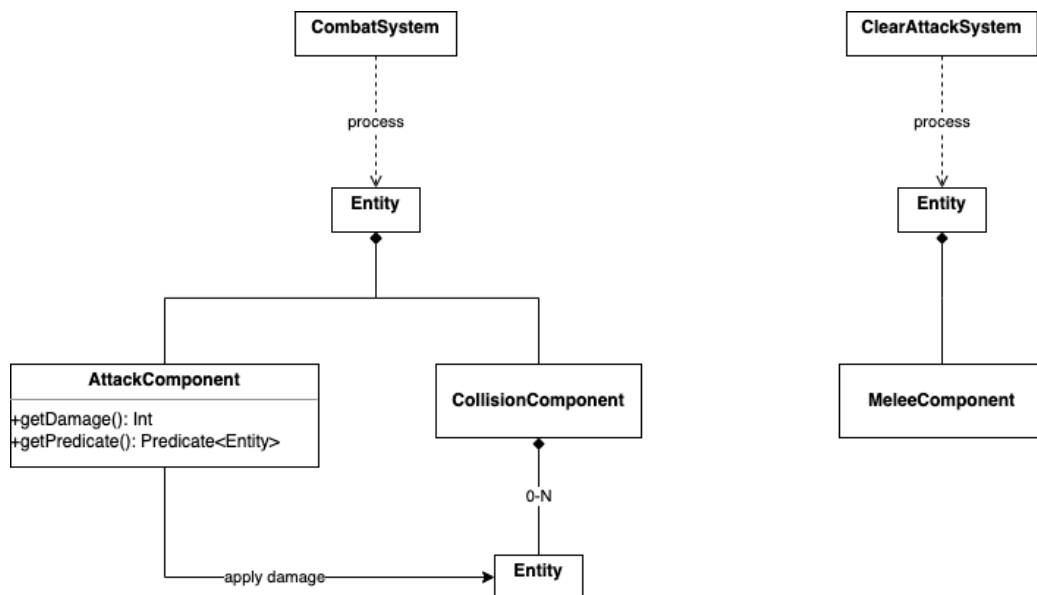 CombatSystem
ClearAttackSystem
process
process
Entity
Entity
AttackComponent
+getDamage(): Int
+getPredicate(): Predicate<Entity>
CollisionComponent
MeleeComponent
0-N
apply damage
Entity